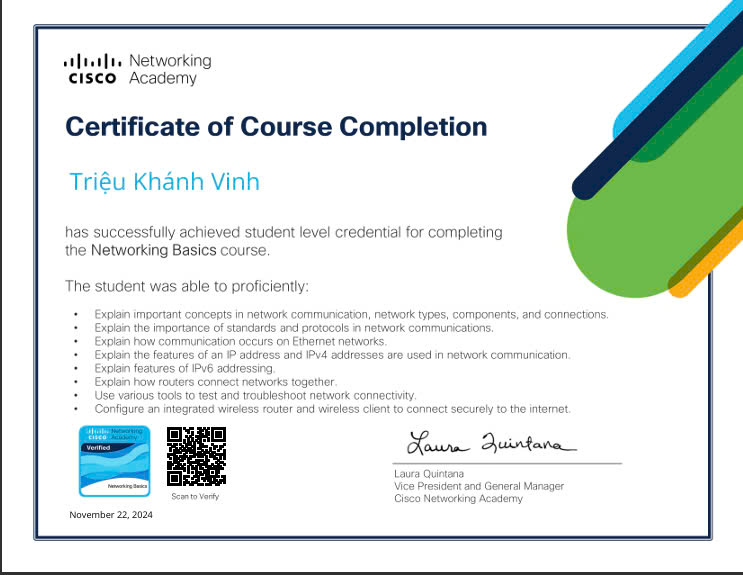 Networking
CISCO Academy
Certificate of Course Completion
Triệu Khánh Vinh
has successfully achieved student level credential for completing
the Networking Basics course.
The student was able to proficiently:
• Explain important concepts in network communication, network types, components, and connections.
• Explain the importance of standards and protocols in network communications.
• Explain how communication occurs on Ethernet networks.
• Explain the features of an IP address and IPv4 addresses are used in network communication.
• Explain features of IPv6 addressing.
• Explain how routers connect networks together.
• Use various tools to test and troubleshoot network connectivity.
• Configure an integrated wireless router and wireless client to connect securely to the internet.
Networking
CISCO Academy
Verified
Networking Basics
Scan to Verify
November 22, 2024
Laura Quintana
Laura Quintana
Vice President and General Manager
Cisco Networking Academy